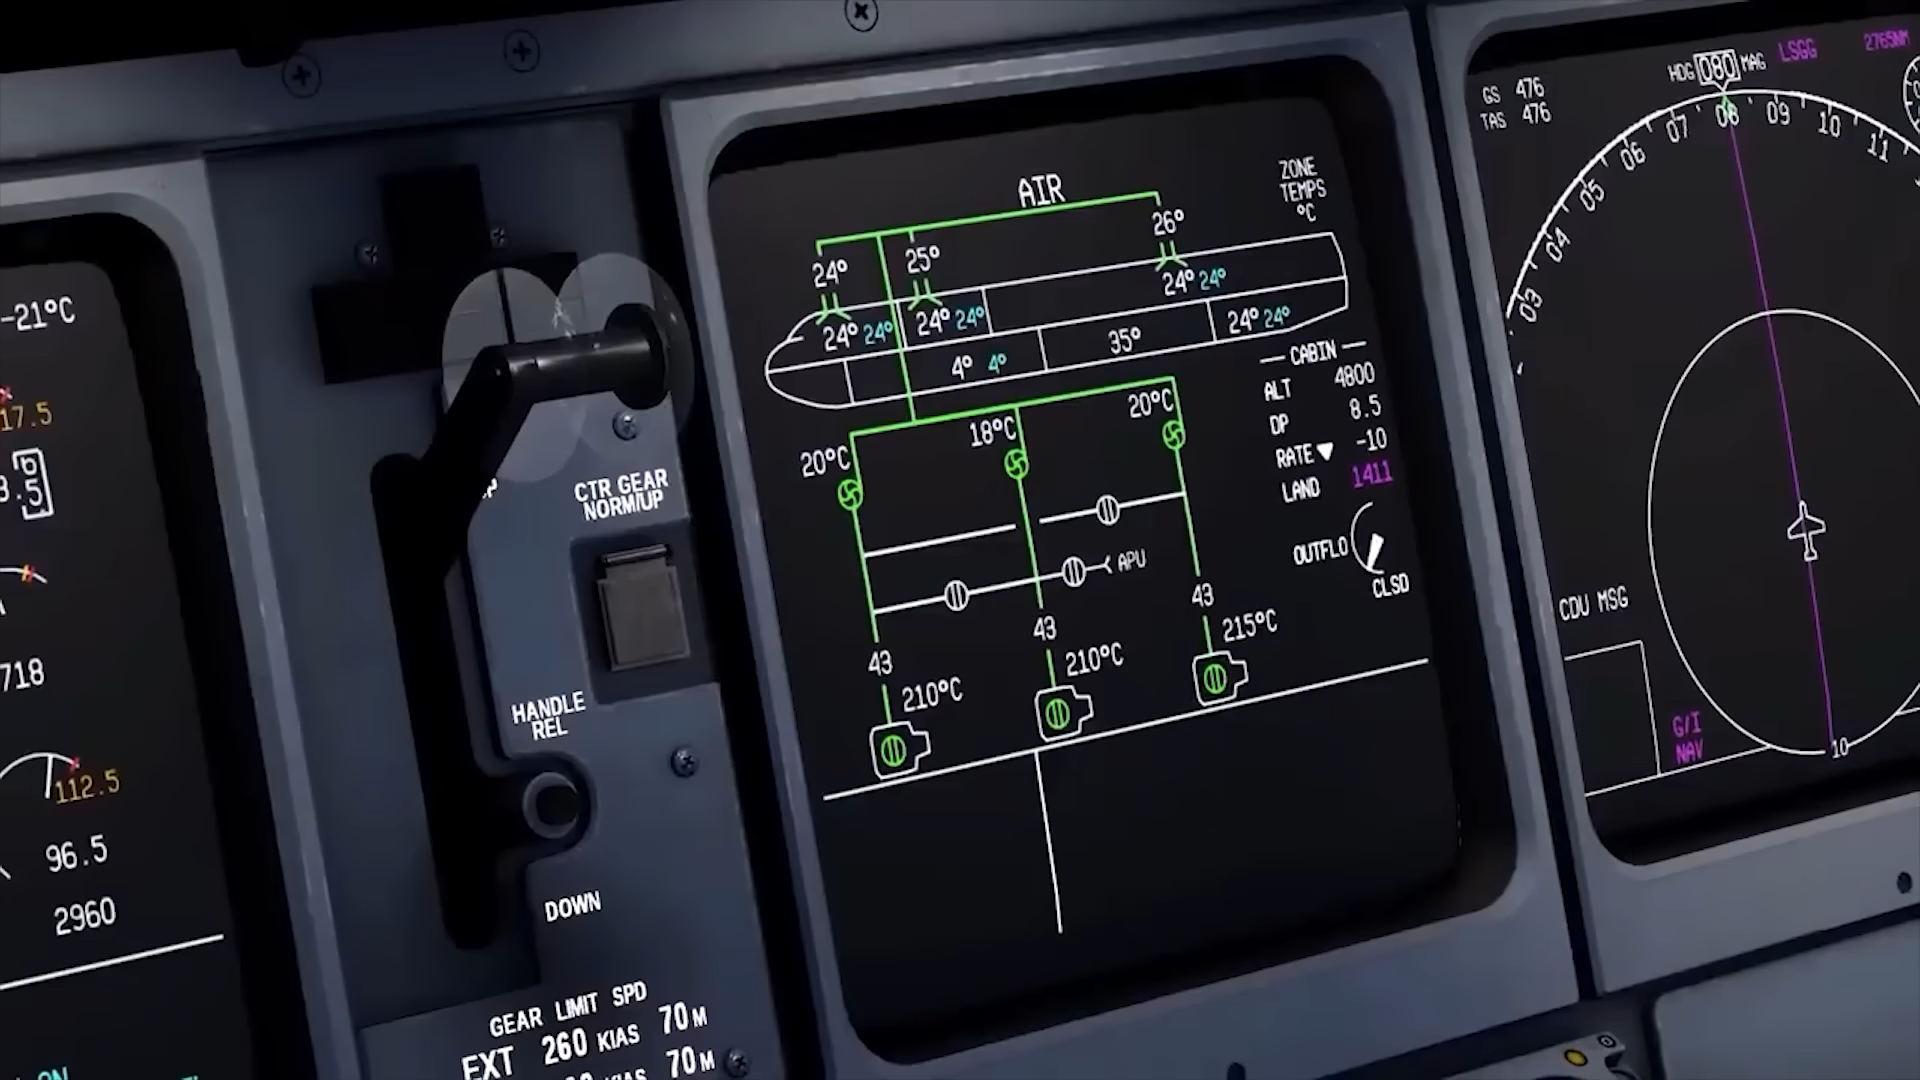 -21°C
17.5
718
112.5
96.5
2960
CTR GEAR
NORM/UP
HANDLE
REL
DOWN
GEAR LIMIT SPD
EXT 260 KIAS 70M
KIAS 70M
AIR
ZONE
TEMPS
°C
24° 25° 26°
24° 24° 24° 24° 24° 24°
4° 4° 35° 24° 24°
CABIN
ALT 4800
DP 8.5
RATE -10
LAND 1411
OUTFLO
CLSD
20°C 18°C 20°C
APU
43 43 43
210°C 210°C 215°C
GS 476
TAS 476
HDG 080 MAG
LSGG
2765NM
03 04 05 06 07 08 09 10 11
CDU MSG
G/I
NAV
10